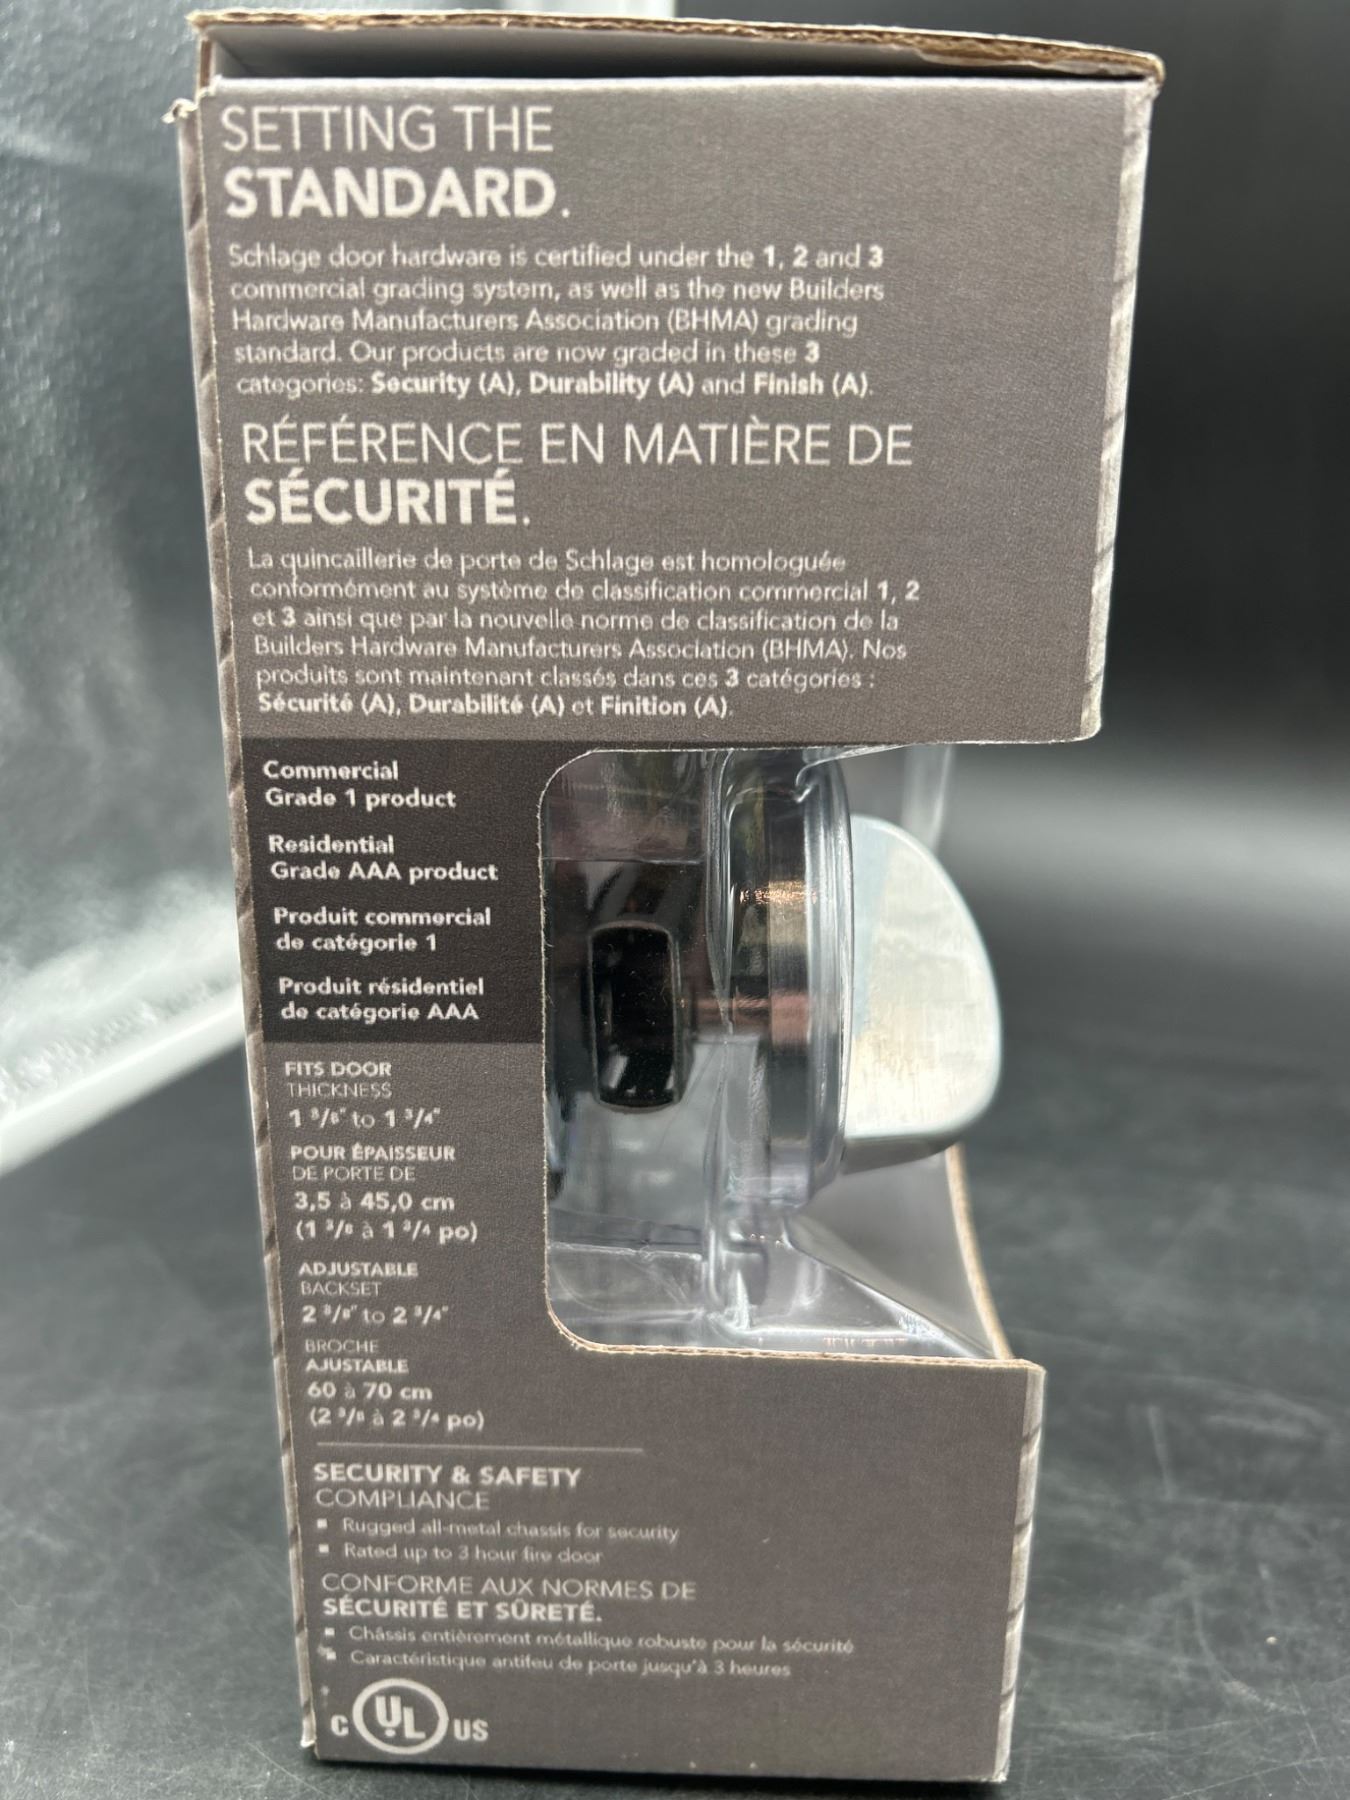 SETTING THE
STANDARD.
Schlage door hardware is certified under the 1, 2 and 3
commercial grading system, as well as the new Builders
Hardware Manufacturers Association (BHMA) grading
standard. Our products are now graded in these 3
categories: Security (A), Durability (A) and Finish (A).
RÉFÉRENCE EN MATIÈRE DE
SÉCURITÉ.
La quincaillerie de porte de Schlage est homologuée
conformément au système de classification commercial 1, 2
et 3 ainsi que par la nouvelle norme de classification de la
Builders Hardware Manufacturers Association (BHMA). Nos
produits sont maintenant classés dans ces 3 catégories :
Sécurité (A), Durabilité (A) et Finition (A).
Commercial
Grade 1 product
Residential
Grade AAA product
Produit commercial
de catégorie 1
Produit résidentiel
de catégorie AAA
FITS DOOR
THICKNESS
1 3/8" to 1 3/4"
POUR ÉPAISSEUR
DE PORTE DE
3,5 à 45,0 cm
(1 3/8 à 1 3/4 po)
ADJUSTABLE
BACKSET
2 3/8" to 2 3/4"
BROCHE
AJUSTABLE
60 à 70 cm
(2 3/8 à 2 3/4 po)
SECURITY & SAFETY
COMPLIANCE
▪ Rugged all-metal chassis for security
▪ Rated up to 3 hour fire door
CONFORME AUX NORMES DE
SÉCURITÉ ET SÛRETÉ.
▪ Châssis entièrement métallique robuste pour la sécurité
▪ Caractéristique antifeu de porte jusqu'à 3 heures
C UL US